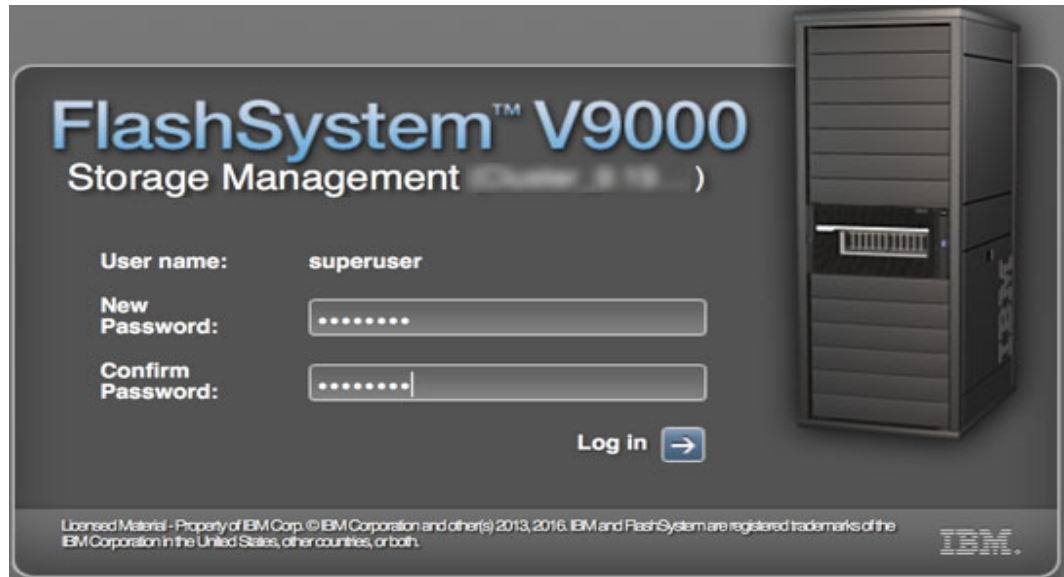 FlashSystem™ V9000
Storage Management )
User name: superuser
New
Password: ••••••••
Confirm
Password: ••••••••
Log in →
IBM
Licensed Material - Property of IBM Corp. © IBM Corporation and other(s) 2013, 2016. IBM and FlashSystem are registered trademarks of the
IBM Corporation in the United States, other countries, or both.
IBM.